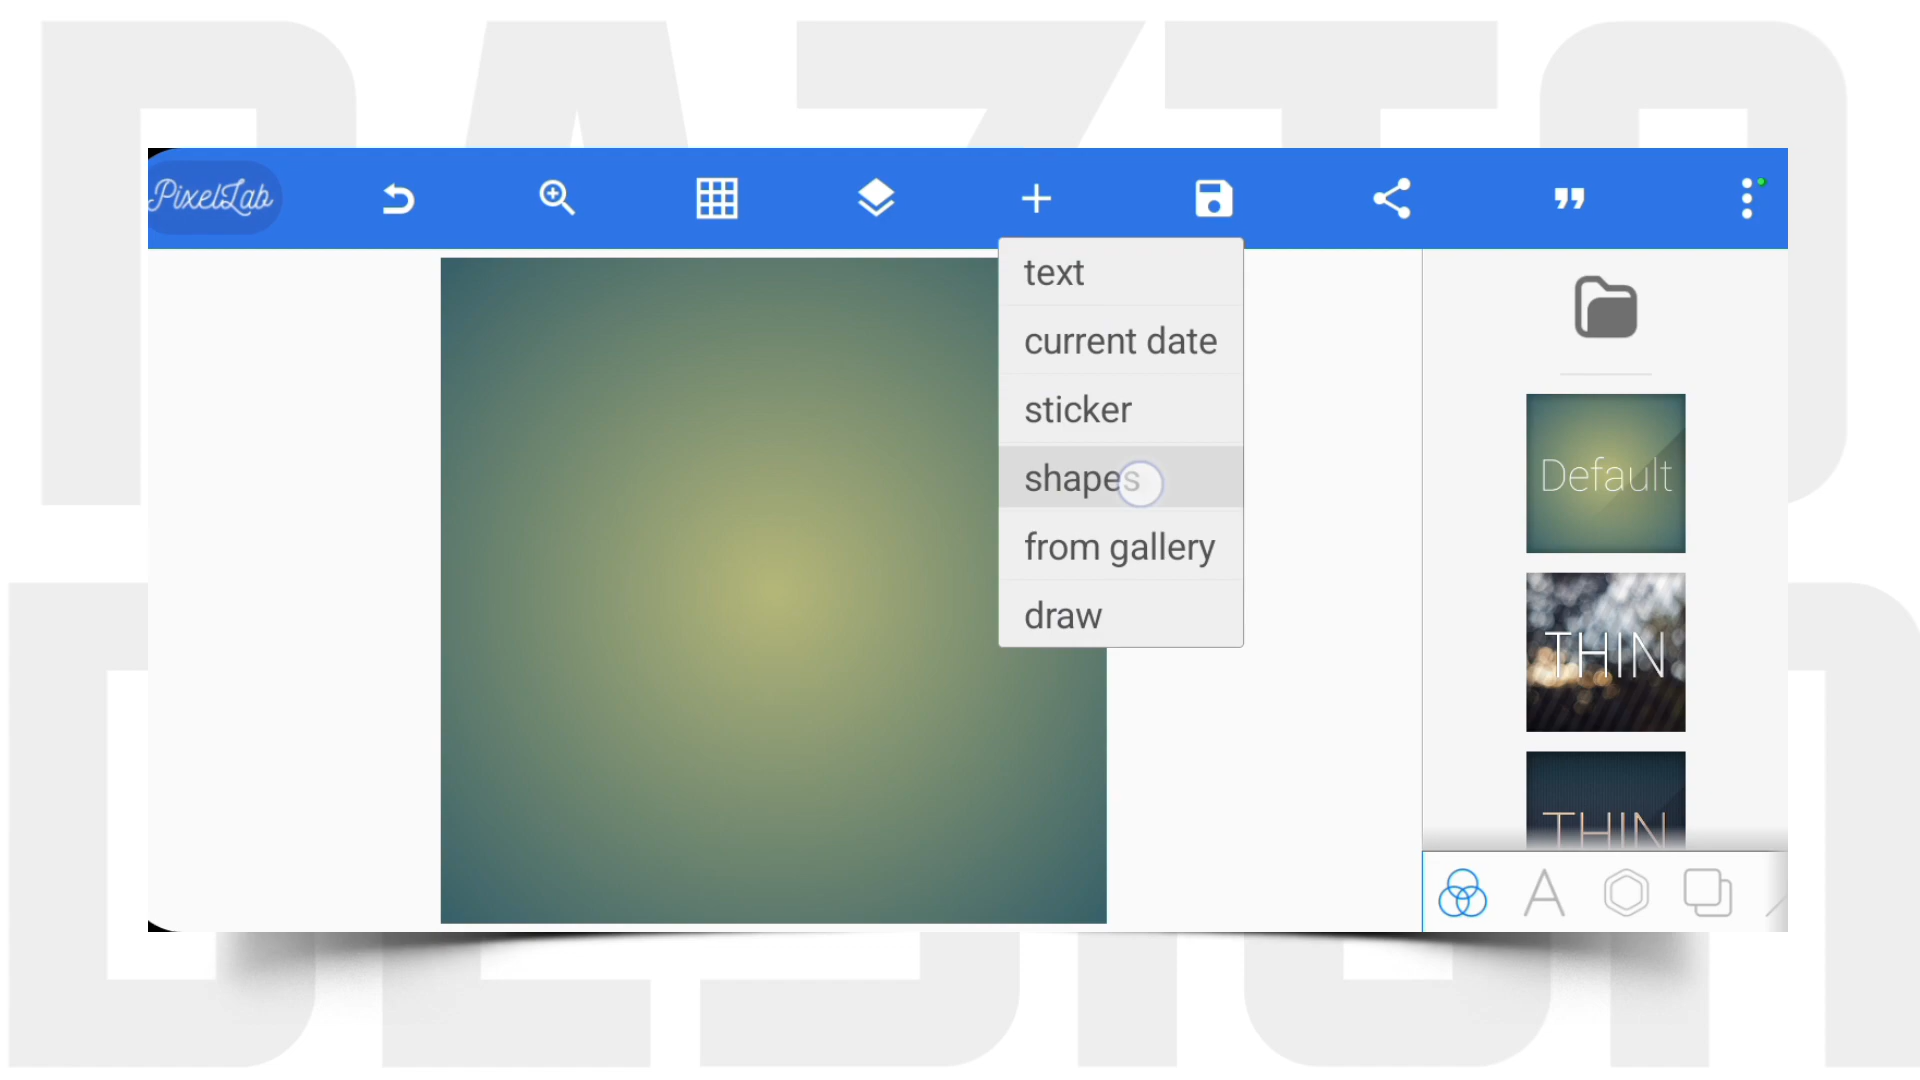 PixelLab
text
current date
sticker
shapes
from gallery
draw
Default
THIN
THIN